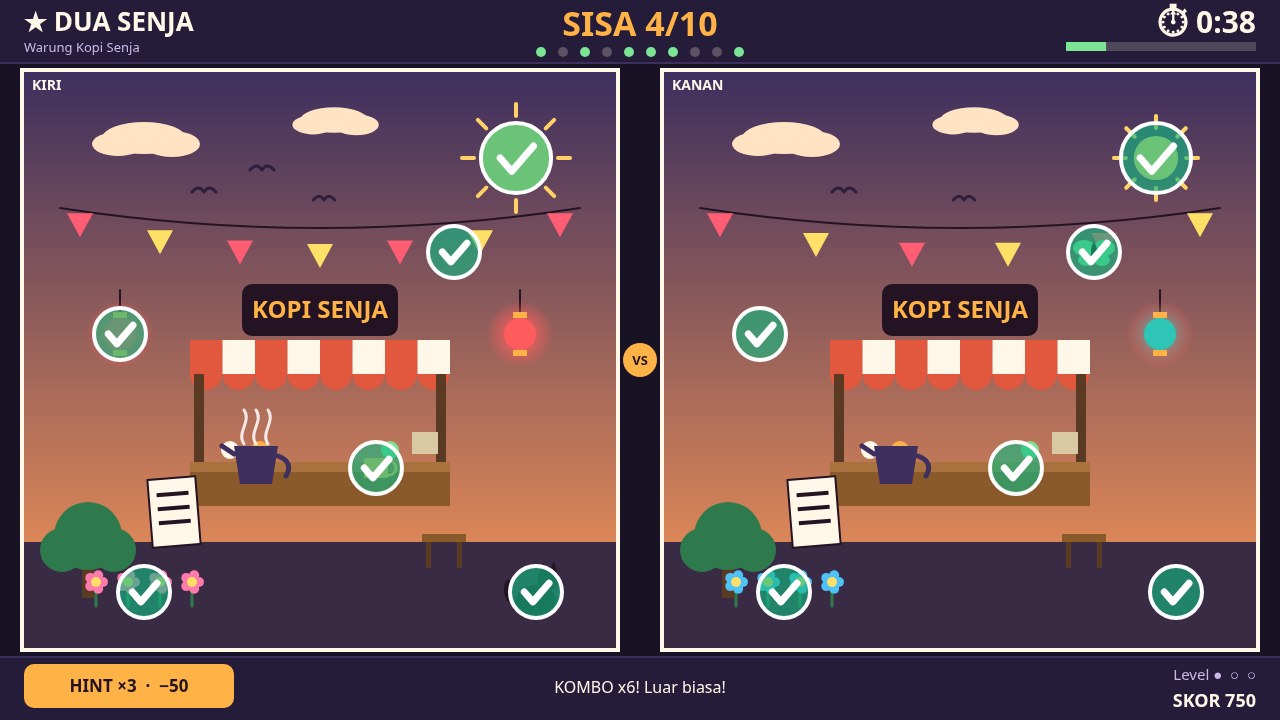 ★ DUA SENJA
Warung Kopi Senja
SISA 4/10
0:38
KIRI
KANAN
KOPI SENJA
KOPI SENJA
VS
HINT ×3 · −50
KOMBO x6! Luar biasa!
Level ● ○ ○
SKOR 750